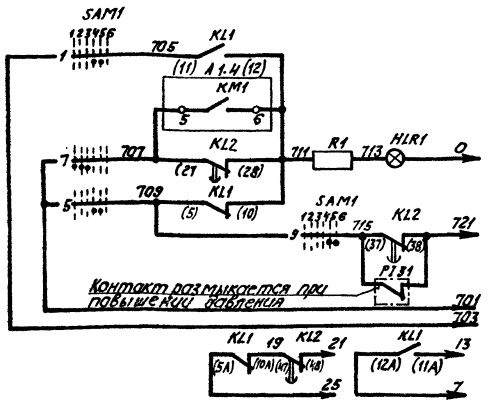 SAM1
123456
705
KL1
1
(11) A1.4 (12)
KM1
5 6
7
707
KL2
(27 (28)
711
R1
713
HLR1
0
5
709
KL1
(5) (10)
SAM1
123456
9
715
KL2
(37) (38)
721
PI31
Контакт размыкается при
повышении давления
701
703
KL1
19
KL2
21
(5A) (10A) (47) (48)
25
KL1
13
(12A) (11A)
7